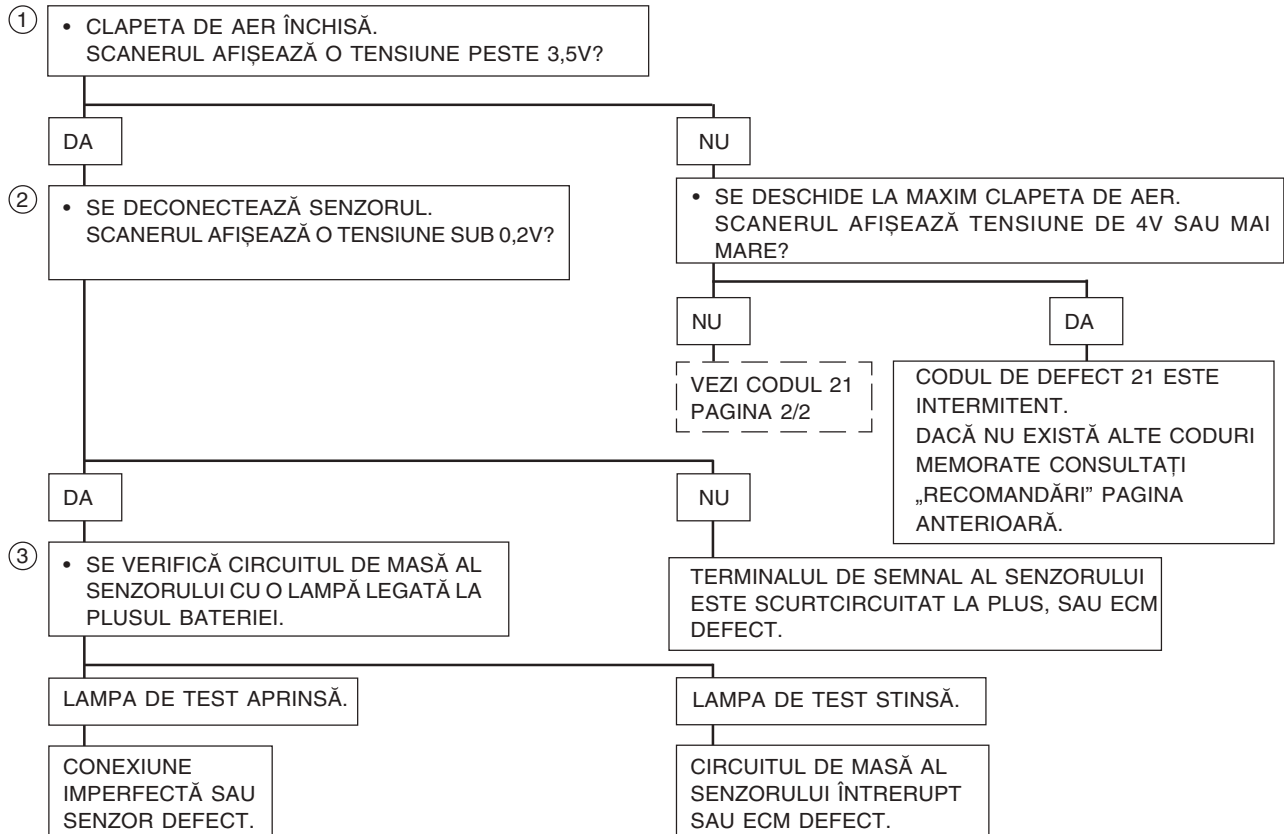 1 • CLAPETA DE AER ÎNCHISĂ.
SCANERUL AFIȘEAZĂ O TENSIUNE PESTE 3,5V?
DA
NU
2 • SE DECONECTEAZĂ SENZORUL.
SCANERUL AFIȘEAZĂ O TENSIUNE SUB 0,2V?
• SE DESCHIDE LA MAXIM CLAPETA DE AER.
SCANERUL AFIȘEAZĂ TENSIUNE DE 4V SAU MAI
MARE?
NU
DA
VEZI CODUL 21
PAGINA 2/2
CODUL DE DEFECT 21 ESTE
INTERMITENT.
DACĂ NU EXISTĂ ALTE CODURI
MEMORATE CONSULTAȚI
„RECOMANDĂRI” PAGINA
ANTERIOARĂ.
DA
NU
3 • SE VERIFICĂ CIRCUITUL DE MASĂ AL
SENZORULUI CU O LAMPĂ LEGATĂ LA
PLUSUL BATERIEI.
TERMINALUL DE SEMNAL AL SENZORULUI
ESTE SCURTCIRCUITAT LA PLUS, SAU ECM
DEFECT.
LAMPA DE TEST APRINSĂ.
LAMPA DE TEST STINSĂ.
CONEXIUNE
IMPERFECTĂ SAU
SENZOR DEFECT.
CIRCUITUL DE MASĂ AL
SENZORULUI ÎNTRERUPT
SAU ECM DEFECT.